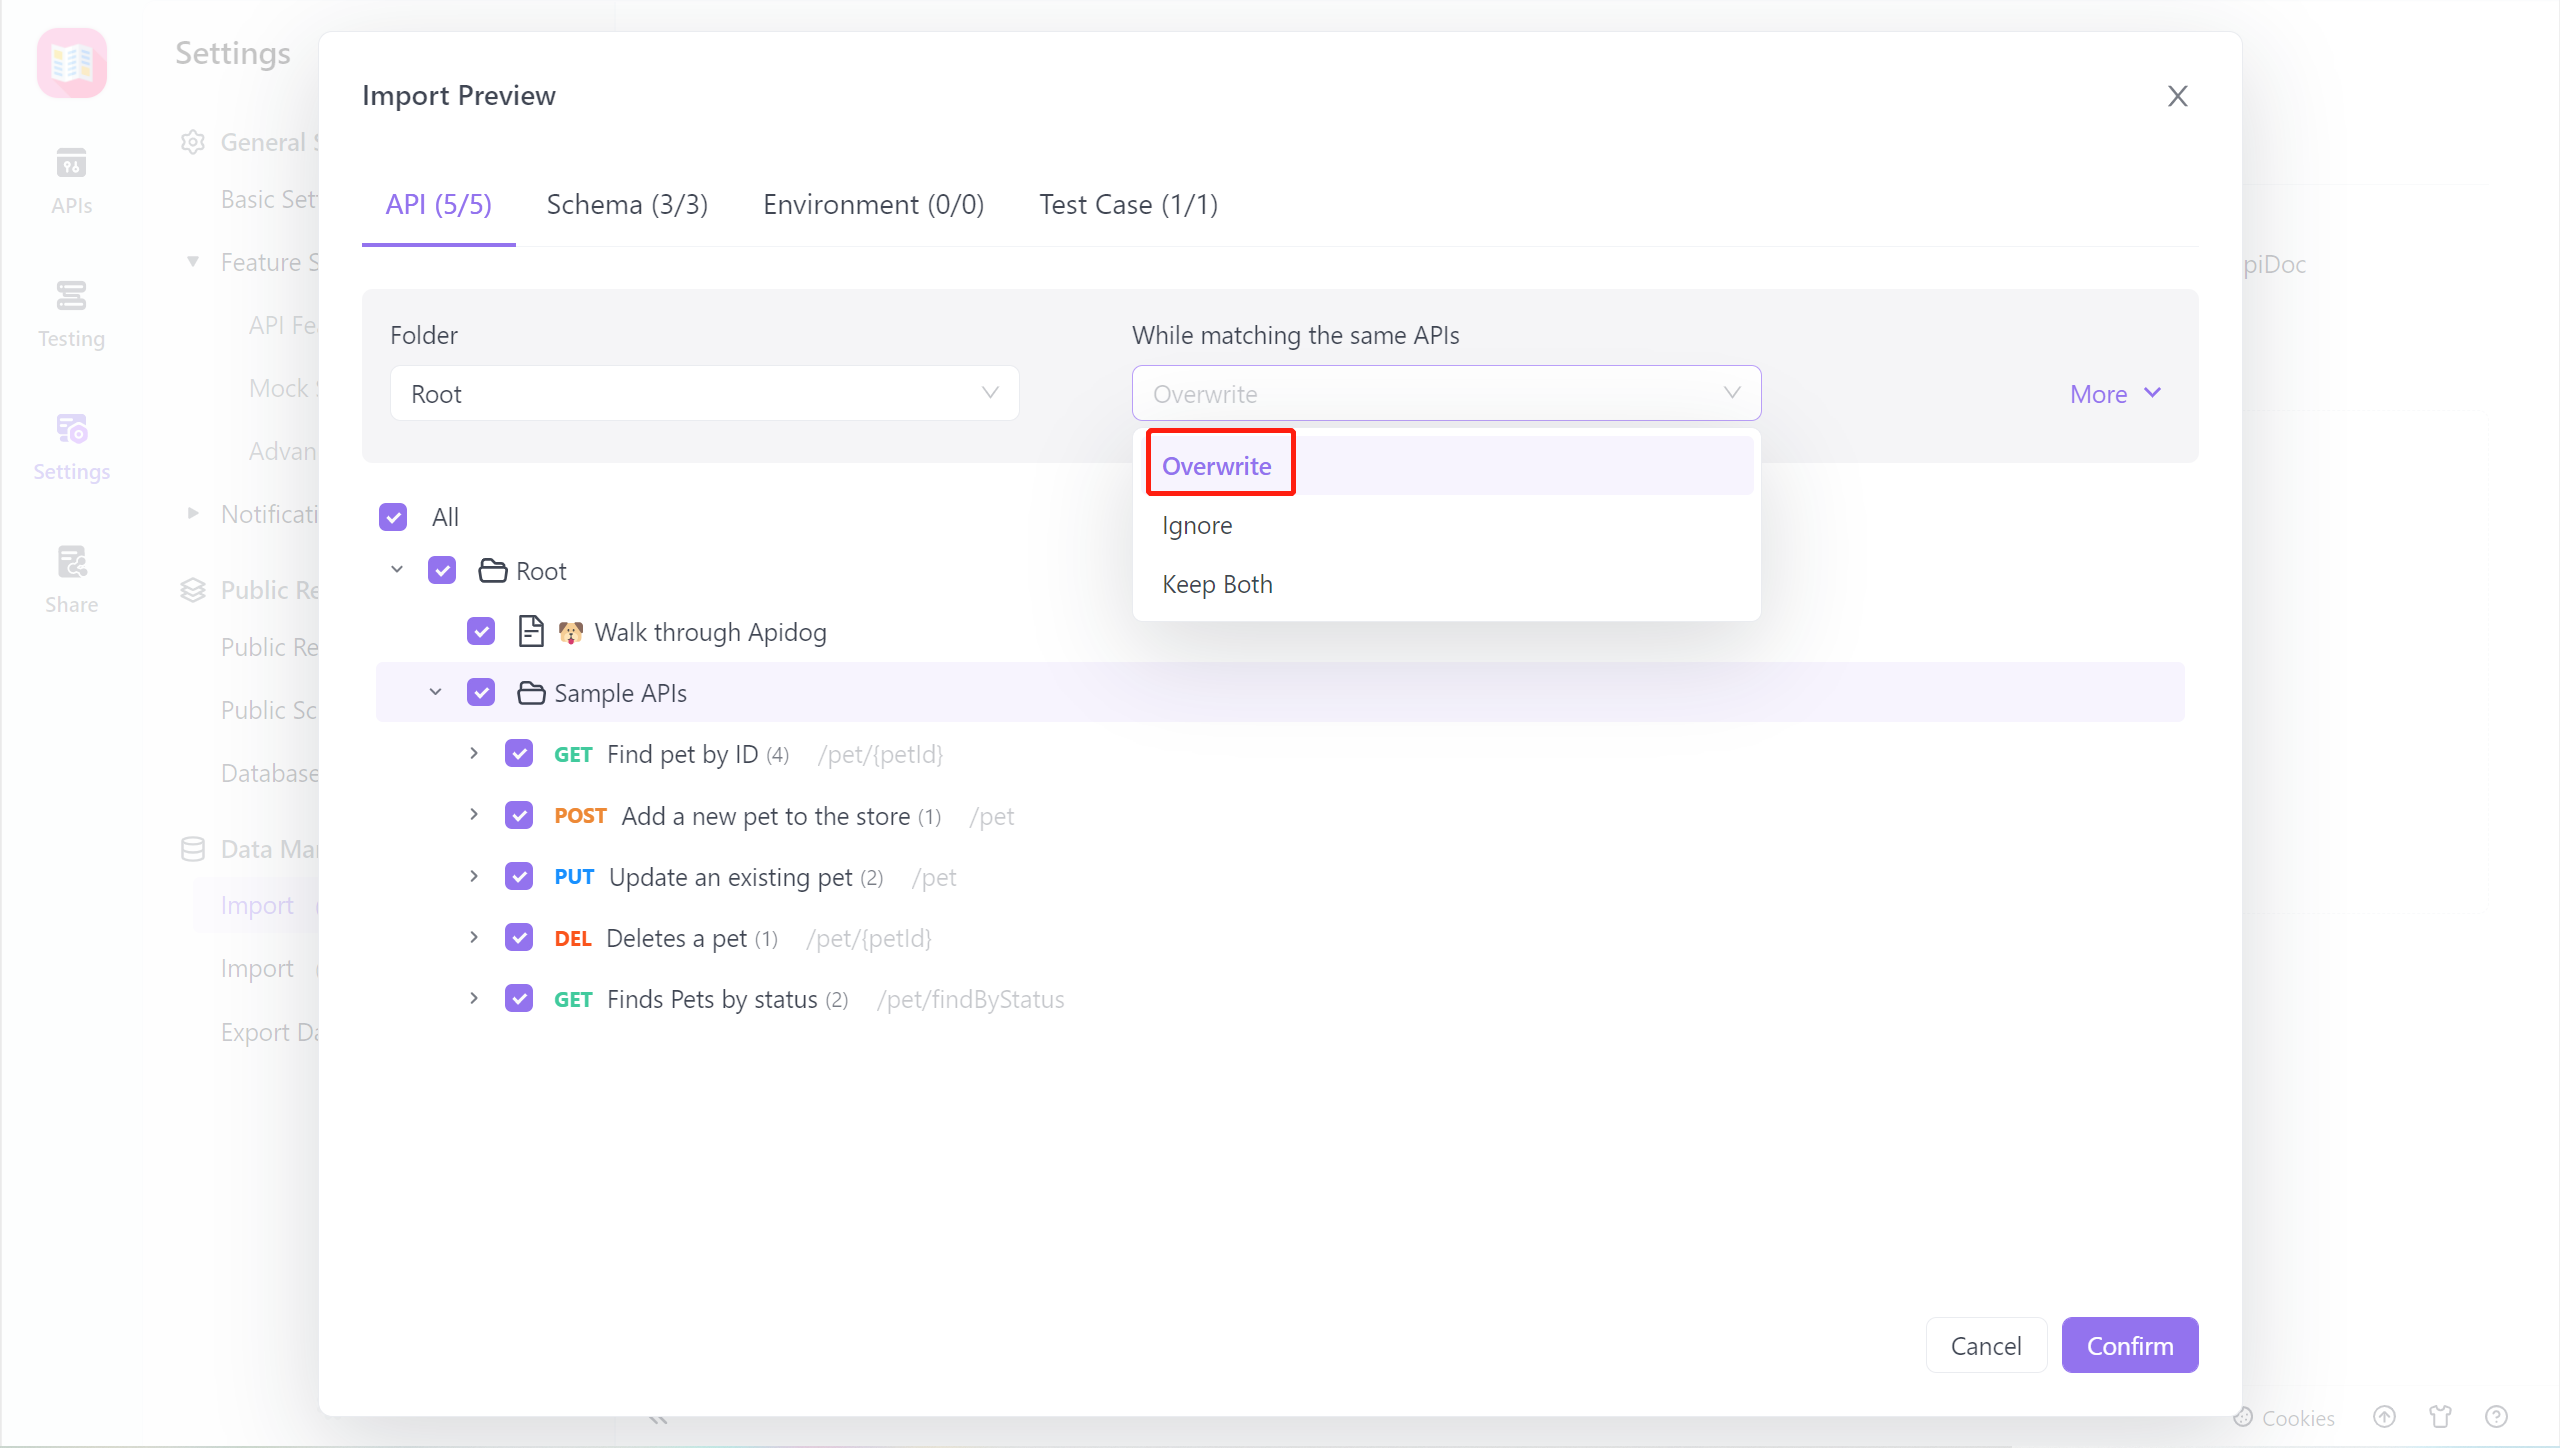 Settings
APIs
Testing
Settings
Share
General
Basic Set
Feature S
API Fe
Mock
Advan
Notificati
Public Re
Public Re
Public Sc
Database
Data Ma
Import
Import
Export Da
Import Preview
API (5/5) Schema (3/3) Environment (0/0) Test Case (1/1)
Folder
Root
While matching the same APIs
Overwrite
More
Overwrite
Ignore
Keep Both
All
Root
Walk through Apidog
Sample APIs
GET Find pet by ID (4) /pet/{petId}
POST Add a new pet to the store (1) /pet
PUT Update an existing pet (2) /pet
DEL Deletes a pet (1) /pet/{petId}
GET Finds Pets by status (2) /pet/findByStatus
Cancel Confirm
piDoc
Cookies